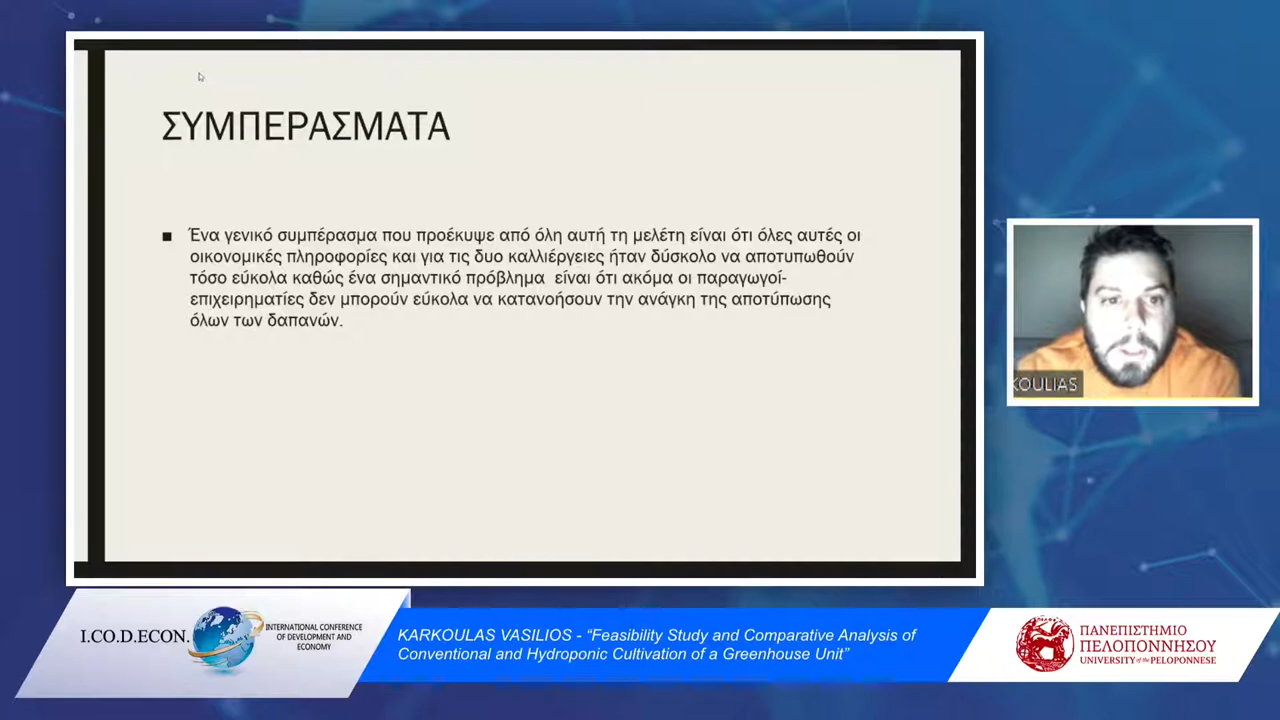 ΣΥΜΠΕΡΑΣΜΑΤΑ
■ Ένα γενικό συμπέρασμα που προέκυψε από όλη αυτή τη μελέτη είναι ότι όλες αυτές οι
οικονομικές πληροφορίες και για τις δυο καλλιέργειες ήταν δύσκολο να αποτυπωθούν
τόσο εύκολα καθώς ένα σημαντικό πρόβλημα είναι ότι ακόμα οι παραγωγοί-
επιχειρηματίες δεν μπορούν εύκολα να κατανοήσουν την ανάγκη της αποτύπωσης
όλων των δαπανών.
KOULIAS
I.CO.D.ECON.
INTERNATIONAL CONFERENCE
OF DEVELOPMENT AND
ECONOMY
KARKOULAS VASILIOS - “Feasibility Study and Comparative Analysis of
Conventional and Hydroponic Cultivation of a Greenhouse Unit”
ΠΑΝΕΠΙΣΤΗΜΙΟ
ΠΕΛΟΠΟΝΝΗΣΟΥ
UNIVERSITY of the PELOPONNESE